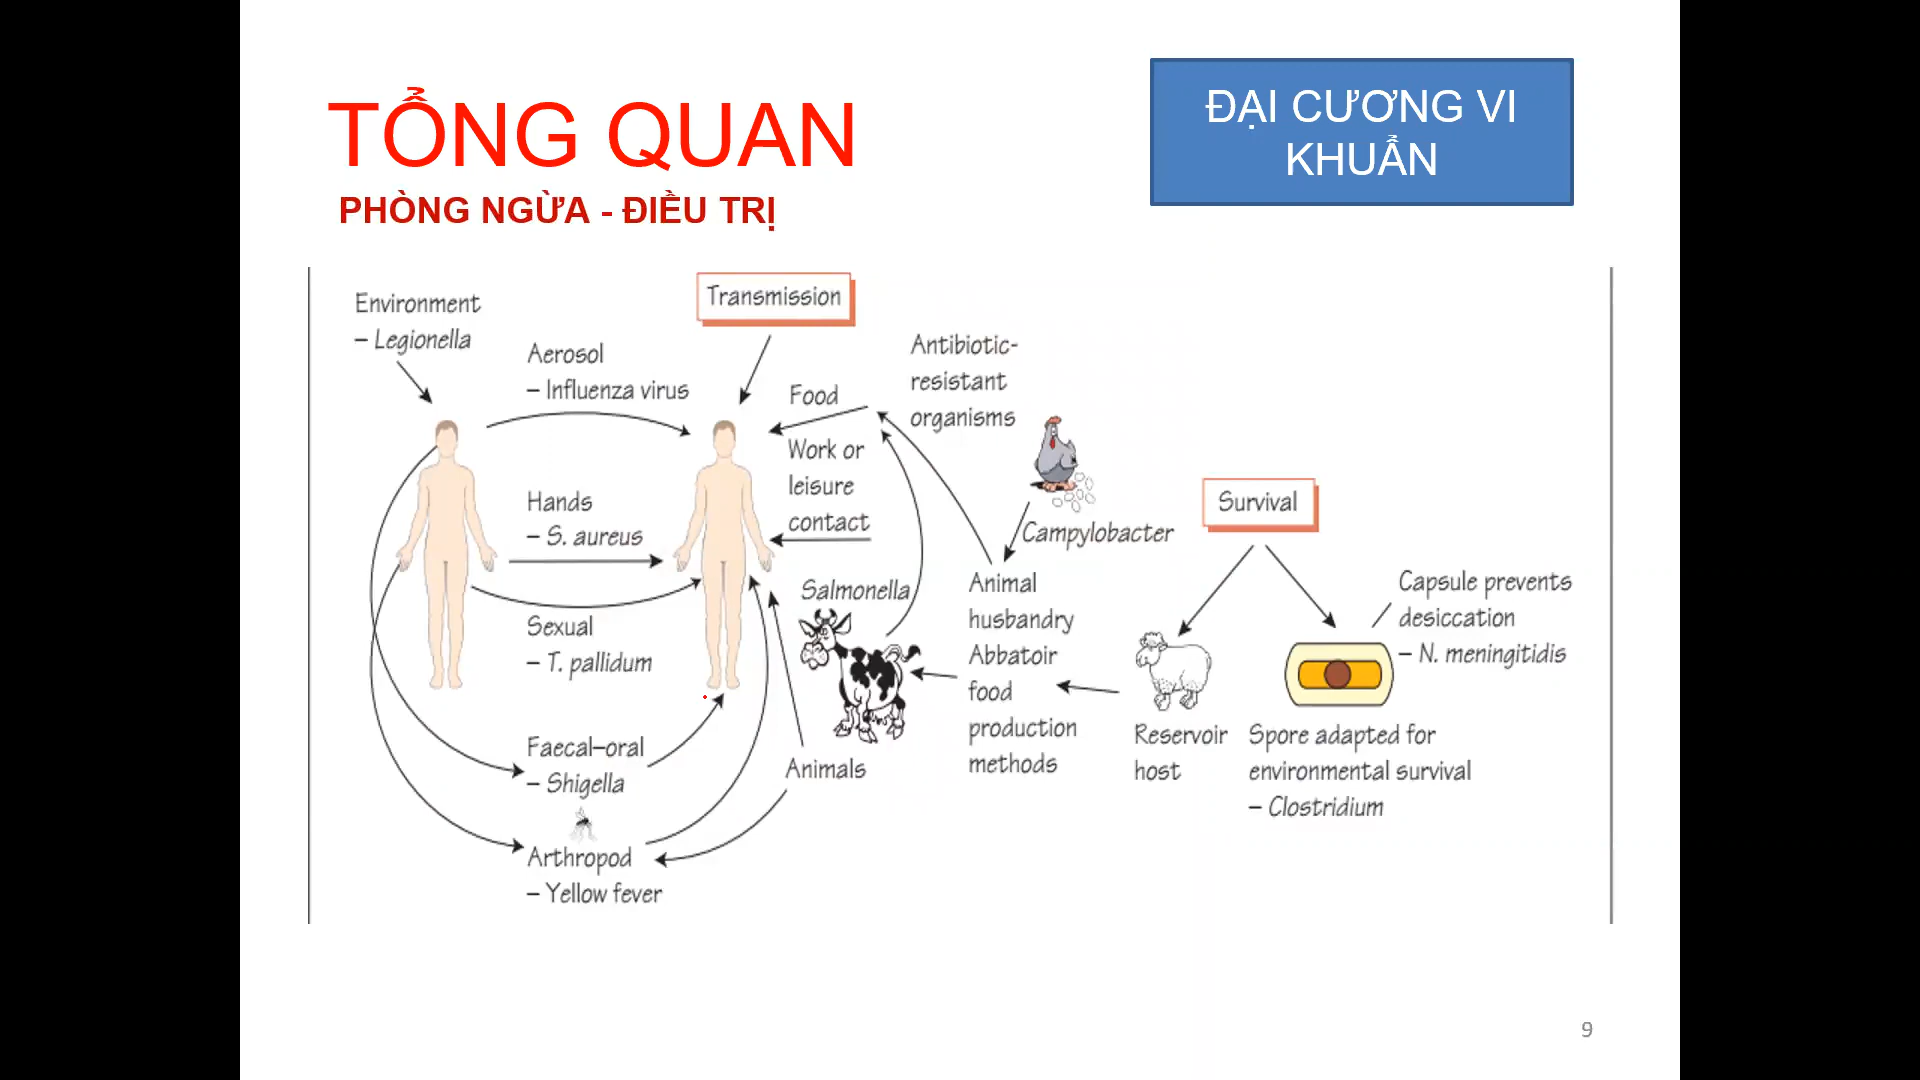 TỔNG QUAN
PHÒNG NGỪA - ĐIỀU TRỊ
ĐẠI CƯƠNG VI
KHUẨN
Environment
– Legionella
Aerosol
– Influenza virus
Hands
– S. aureus
Sexual
– T. pallidum
Faecal–oral
– Shigella
Arthropod
– Yellow fever
Transmission
Food
Work or
leisure
contact
Salmonella
Animals
Antibiotic-
resistant
organisms
Campylobacter
Animal
husbandry
Abbatoir
food
production
methods
Survival
Reservoir
host
Capsule prevents
desiccation
– N. meningitidis
Spore adapted for
environmental survival
– Clostridium
9